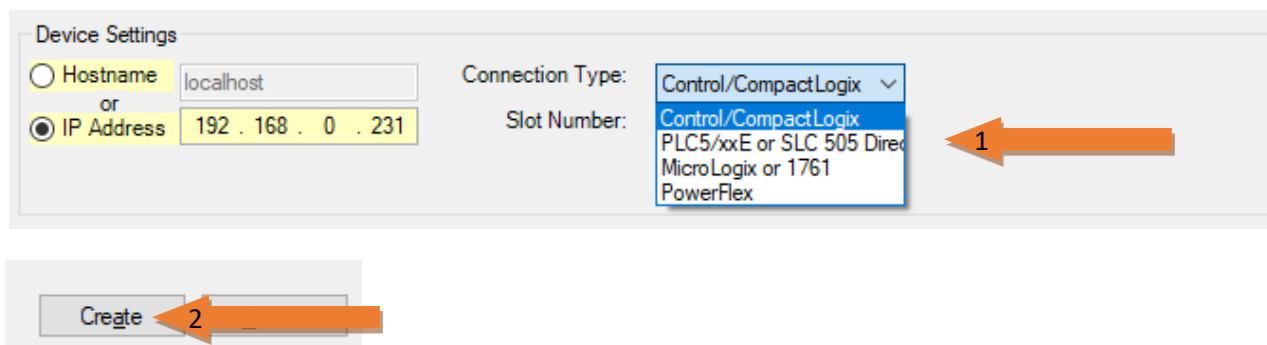 Device Settings
Hostname localhost Connection Type: Control/CompactLogix
or
IP Address 192 . 168 . 0 . 231 Slot Number: Control/CompactLogix
PLC5/xxE or SLC 505 Direc 1
MicroLogix or 1761
PowerFlex
Create 2